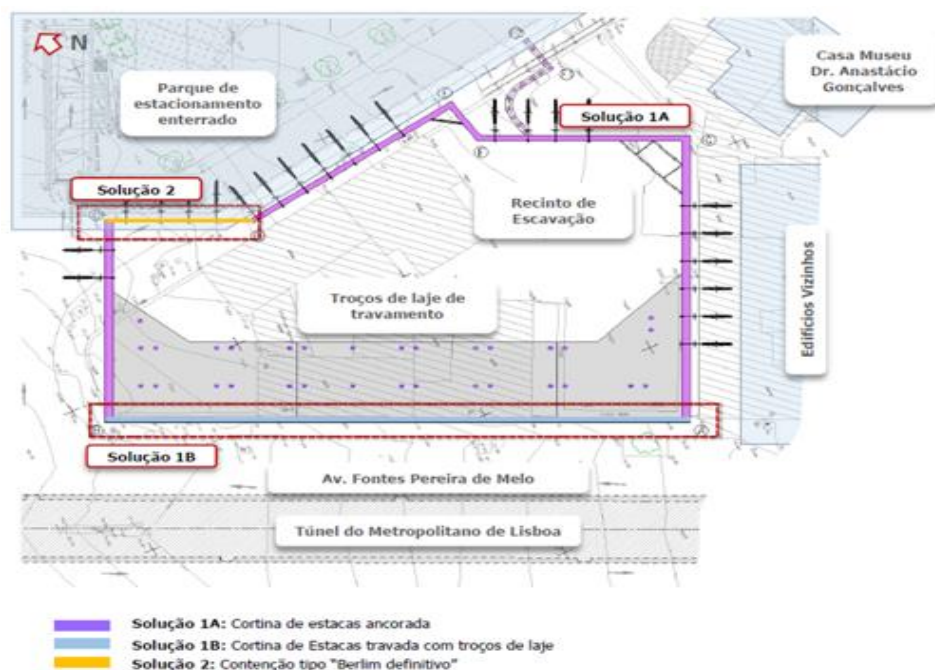 N
Parque de
estacionamento
enterrado
Casa Museu
Dr. Anastácio
Gonçalves
Solução 1A
Solução 2
Recinto de
Escavação
Troços de laje de
travamento
Edifícios Vizinhos
Solução 1B
Av. Fontes Pereira de Melo
Túnel do Metropolitano de Lisboa
Solução 1A: Cortina de estacas ancorada
Solução 1B: Cortina de Estacas travada com troços de laje
Solução 2: Contenção tipo "Berlim definitivo"